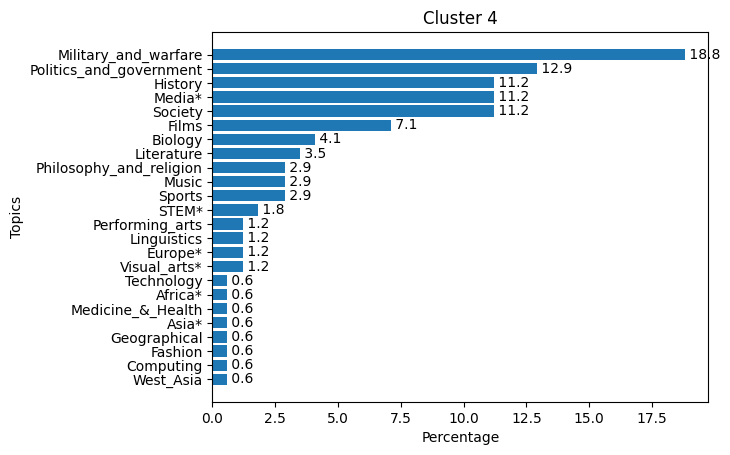 Cluster 4
Military_and_warfare 18.8
Politics_and_government 12.9
History 11.2
Media* 11.2
Society 11.2
Films 7.1
Biology 4.1
Literature 3.5
Philosophy_and_religion 2.9
Music 2.9
Sports 2.9
STEM* 1.8
Performing_arts 1.2
Linguistics 1.2
Europe* 1.2
Visual_arts* 1.2
Technology 0.6
Africa* 0.6
Medicine_&_Health 0.6
Asia* 0.6
Geographical 0.6
Fashion 0.6
Computing 0.6
West_Asia 0.6
Topics
0.0 2.5 5.0 7.5 10.0 12.5 15.0 17.5
Percentage